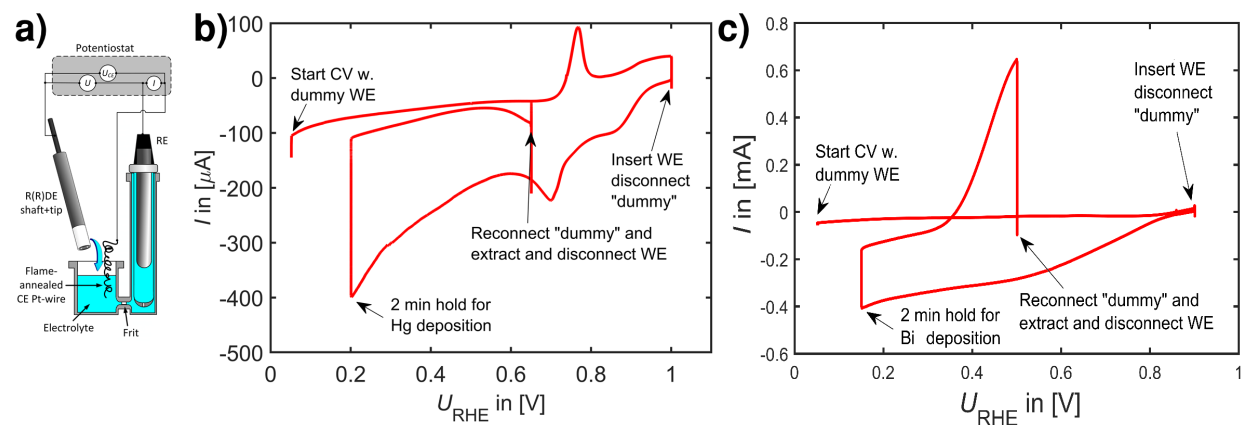 a)
Potentiostat
U_CE
U
I
RE
R(R)DE
shaft+tip
Flame-
annealed
CE Pt-wire
Electrolyte
Frit
b)
100
0
-100
-200
-300
-400
-500
I in [μA]
Start CV w.
dummy WE
Insert WE
disconnect
"dummy"
Reconnect "dummy" and
extract and disconnect WE
2 min hold for
Hg deposition
0
0.2
0.4
0.6
0.8
1
U_RHE in [V]
c)
0.8
0.6
0.4
0.2
0
-0.2
-0.4
-0.6
I in [mA]
Insert WE
disconnect
"dummy"
Start CV w.
dummy WE
Reconnect "dummy" and
extract and disconnect WE
2 min hold for
Bi deposition
0
0.2
0.4
0.6
0.8
1
U_RHE in [V]